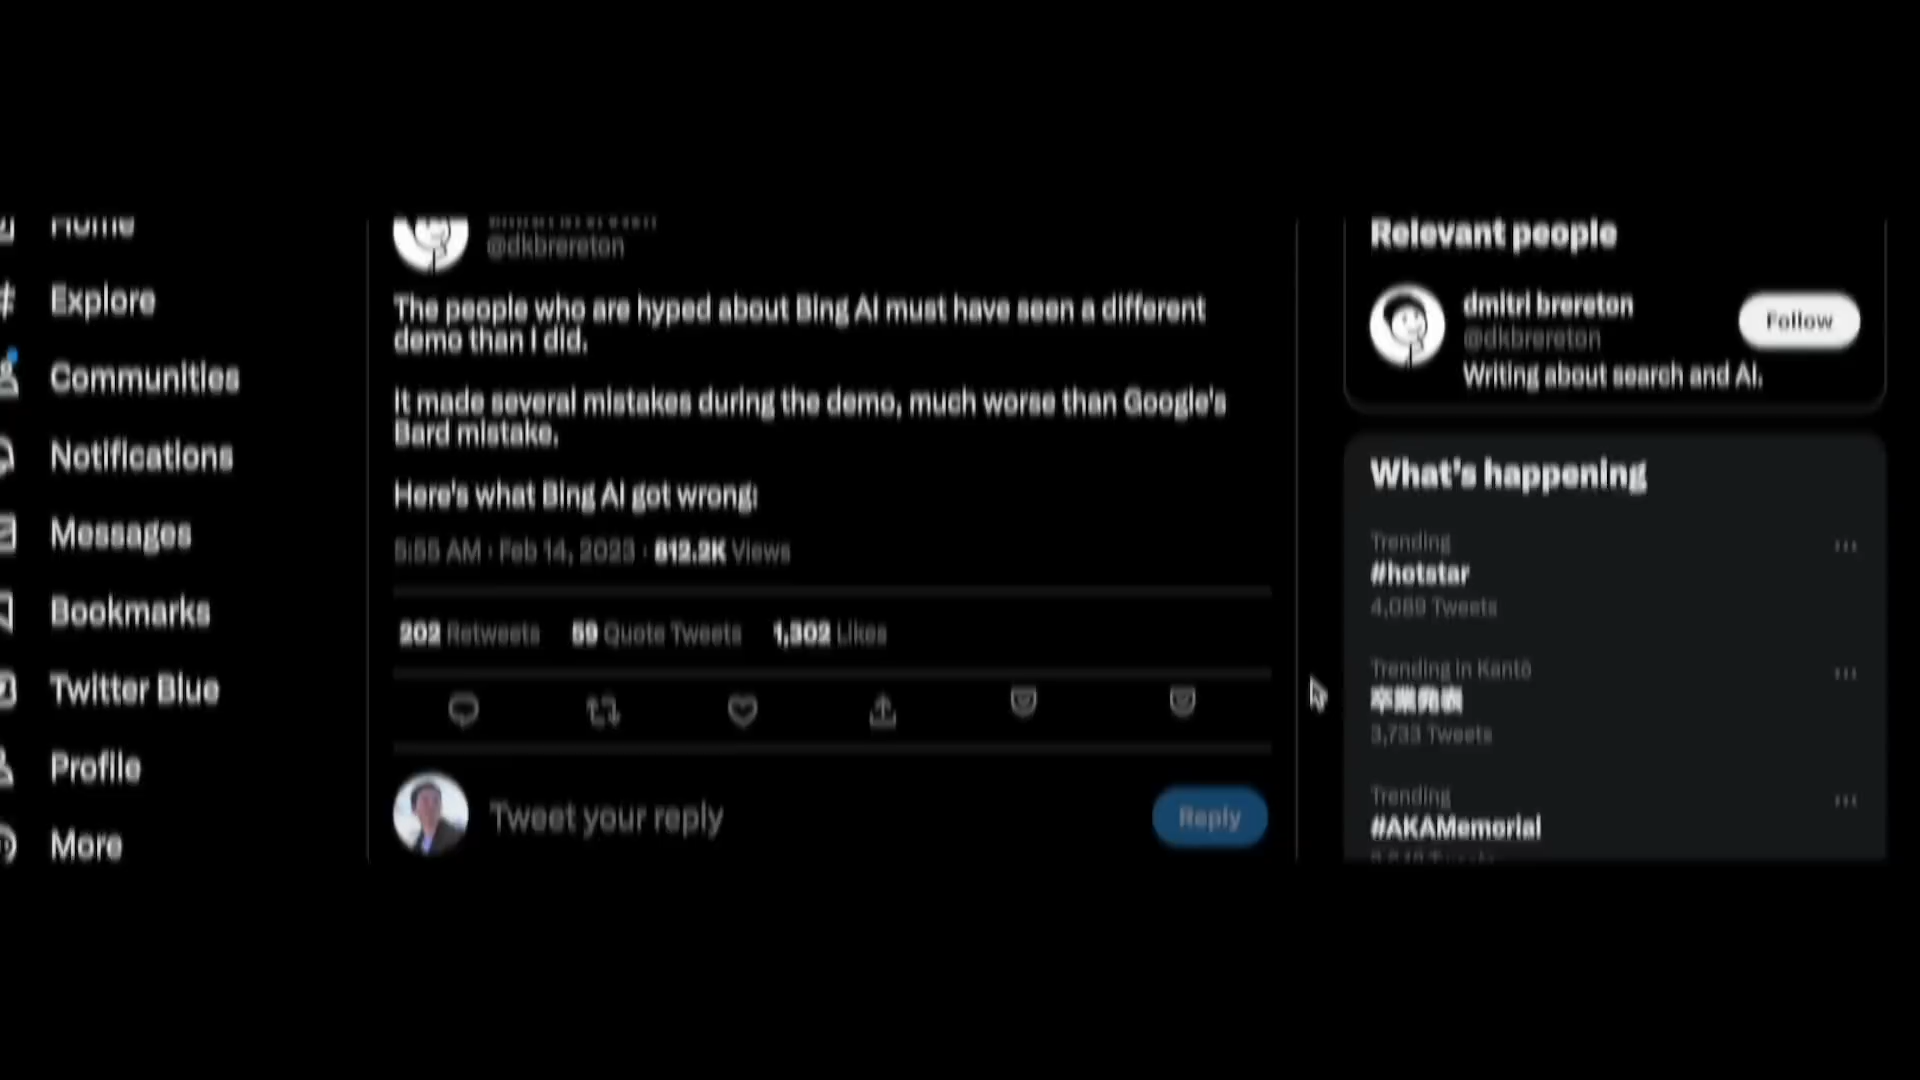 Home
Explore
Communities
Notifications
Messages
Bookmarks
Twitter Blue
Profile
More
@dkbrereton
The people who are hyped about Bing AI must have seen a different
demo than I did.
It made several mistakes during the demo, much worse than Google's
Bard mistake.
Here's what Bing AI got wrong:
5:55 AM · Feb 14, 2023 · 812.2K Views
202 Retweets 59 Quote Tweets 1,302 Likes
Tweet your reply
Reply
Relevant people
dmitri brereton
@dkbrereton
Follow
Writing about search and AI.
What's happening
Trending
#hotstar
4,089 Tweets
Trending in Kantō
卒業発表
3,733 Tweets
Trending
#AKAMemorial